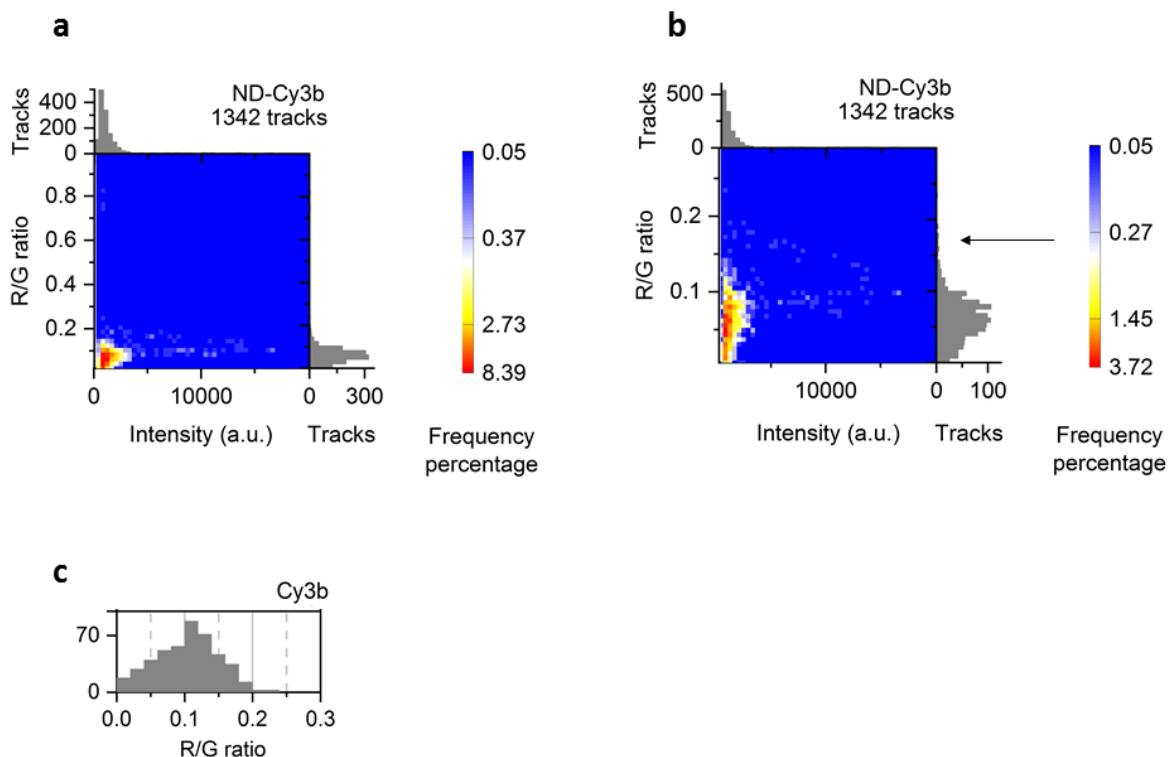 a
ND-Cy3b
1342 tracks
Tracks
400
200
0
R/G ratio
0.8
0.6
0.4
0.2
0 10000 0 300
Intensity (a.u.) Tracks
0.05
0.37
2.73
8.39
Frequency
percentage
b
ND-Cy3b
1342 tracks
Tracks
500
0
R/G ratio
0.2
0.1
10000 0 100
Intensity (a.u.) Tracks
0.05
0.27
1.45
3.72
Frequency
percentage
c
Cy3b
70
0
0.0 0.1 0.2 0.3
R/G ratio